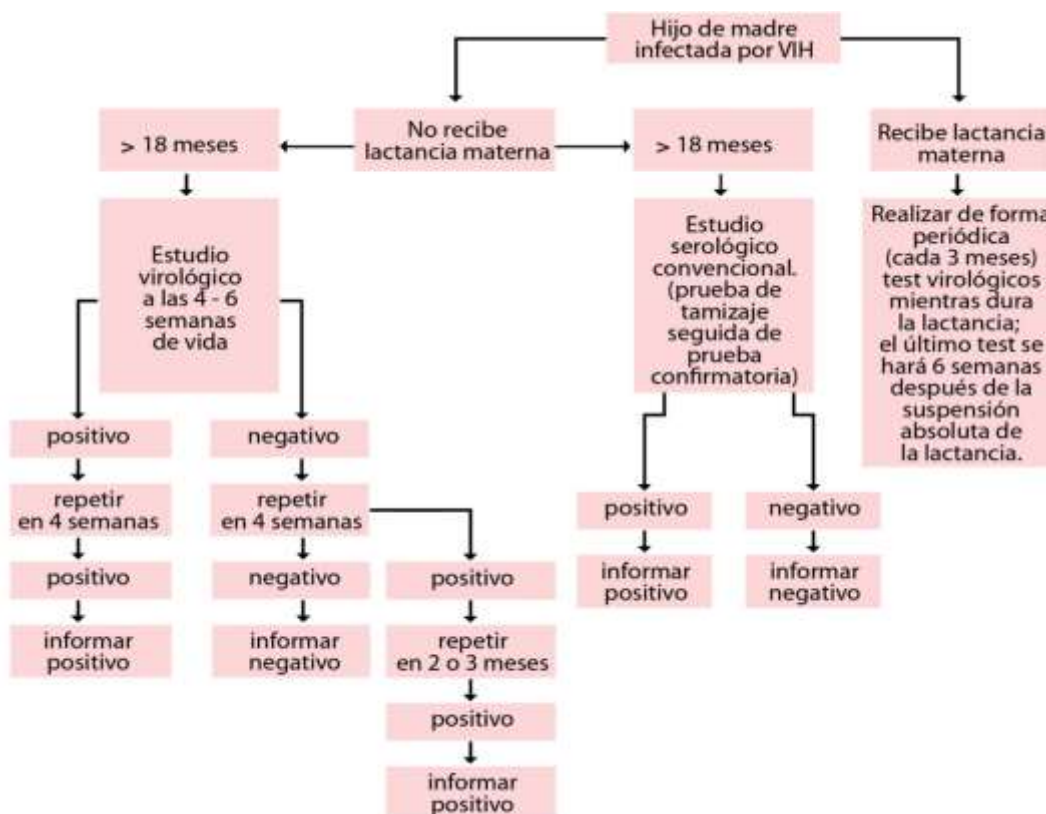 Hijo de madre
infectada por VIH
> 18 meses
No recibe
lactancia materna
> 18 meses
Recibe lactancia
materna
Estudio
virológico
a las 4 - 6
semanas
de vida
Estudio
serológico
convencional.
(prueba de
tamizaje
seguida de
prueba
confirmatoria)
Realizar de forma
periódica
(cada 3 meses)
test virológicos
mientras dura
la lactancia;
el último test se
hará 6 semanas
después de la
suspensión
absoluta de
la lactancia.
positivo
negativo
repetir
en 4 semanas
repetir
en 4 semanas
positivo
negativo
positivo
negativo
positivo
informar
positivo
informar
negativo
informar
positivo
informar
negativo
repetir
en 2 o 3 meses
positivo
informar
positivo